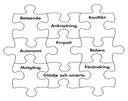 Beteende
Konflikt
Anknytning
Empati
Autonomi
Balans
Motgång
Förändring
Glädje och smärta